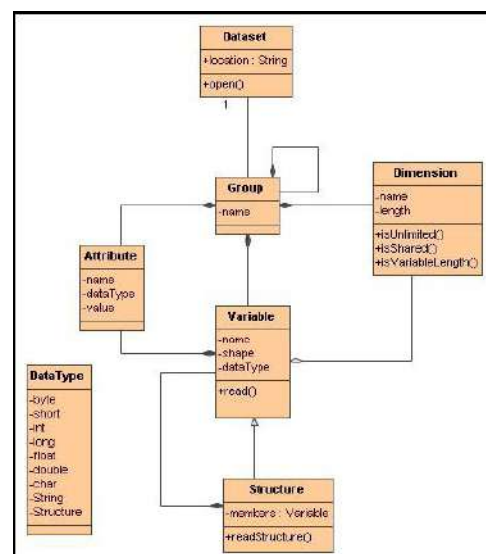 Dataset
+location : String
+open()
1
Group
-name
Dimension
-name
-length
+isUnlimited()
+isShared()
+isVariableLength()
Attribute
-name
-dataType
-value
Variable
-name
-shape
-dataType
+read()
DataType
-byte
-short
-int
-long
-float
-double
-char
-String
-Structure
Structure
-members : Variable
+readStructure()